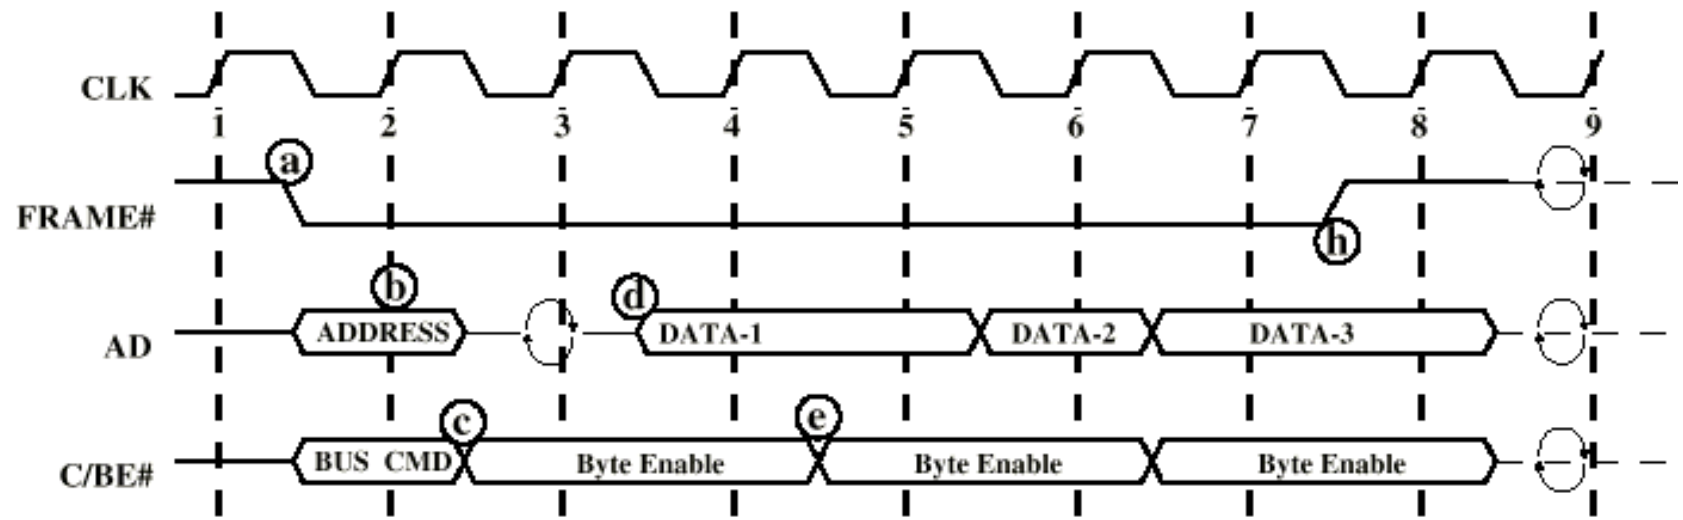 CLK
1 2 3 4 5 6 7 8 9
a
FRAME#
h
b d
AD ADDRESS DATA-1 DATA-2 DATA-3
c e
C/BE# BUS CMD Byte Enable Byte Enable Byte Enable